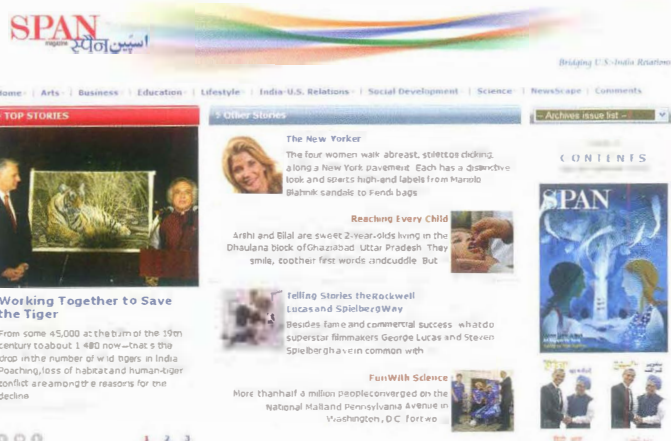 SPAN
magazine स्पैन اسپین
Bridging U.S-India Relations
Home | Arts | Business | Education | Lifestyle | India-U.S. Relations | Social Development | Science | NewsScape | Comments
TOP STORIES
Working Together to Save
the Tiger
From some 45,000 at the turn of the 19th
century to about 1 480 now—that's the
drop in the number of wild tigers in India
Poaching, loss of habitat and human-tiger
conflict are among the reasons for the
decline
1 2 3
Other Stories
The New Yorker
The four women walk abreast, stilettos clicking,
along a New York pavement Each has a distinctive
look and sports high-end labels from Manolo
Blahnik sandals to Fendi bags
Reaching Every Child
Arshi and Bilal are sweet 2-year-olds living in the
Dhaulana block of Ghaziabad Uttar Pradesh They
smile, coo their first words and cuddle But
Telling Stories the Rockwell
Lucas and Spielberg Way
Besides fame and commercial success what do
superstar filmmakers George Lucas and Steven
Spielberg have in common with
Fun With Science
More than half a million people converged on the
National Mall and Pennsylvania Avenue in
Washington, D C for two
– Archives issue list –
CONTENTS
SPAN